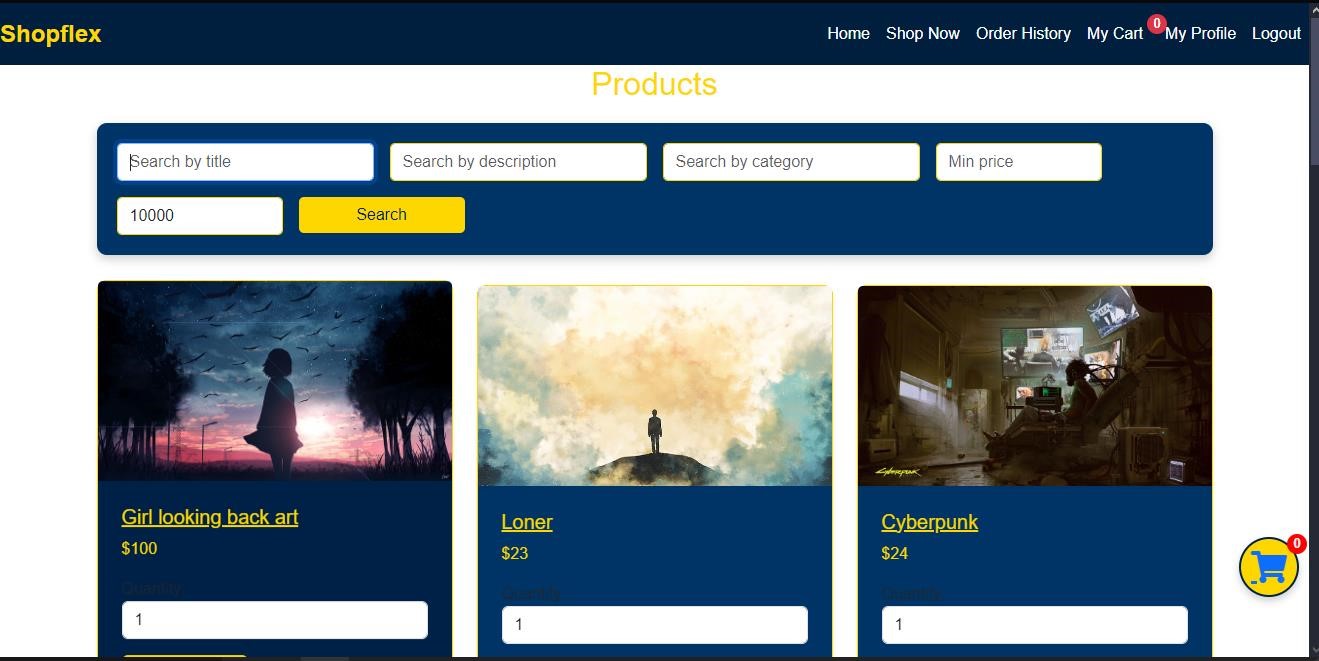 Shopflex
Home Shop Now Order History My Cart 0 My Profile Logout
Products
Search by title Search by description Search by category Min price
10000 Search
CYBERPUNK
Girl looking back art Loner Cyberpunk
$100 $23 $24
0
Quantity Quantity Quantity
1 1 1